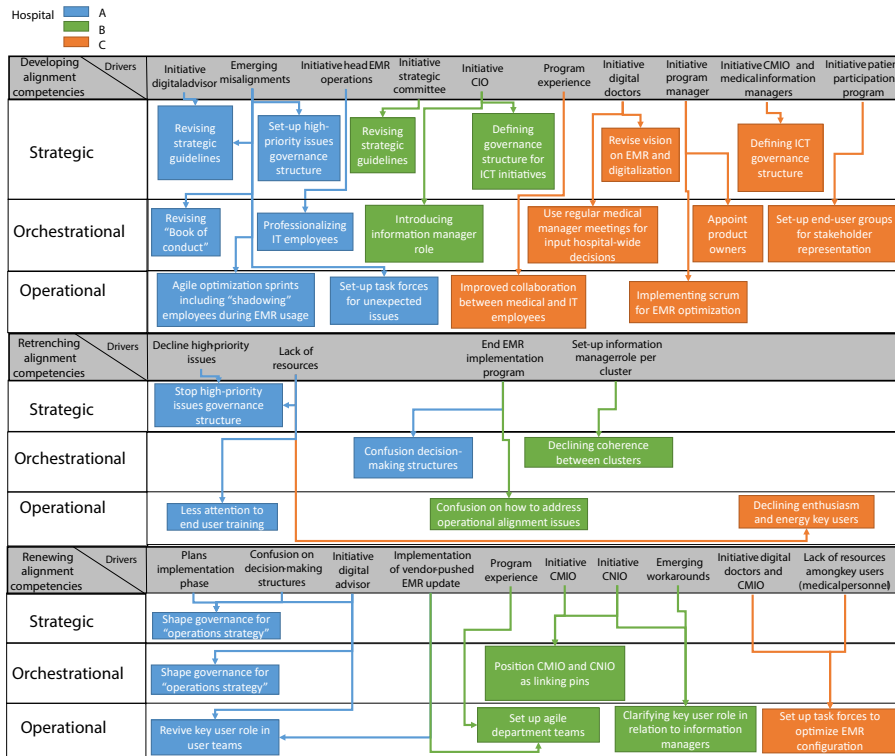 Hospital
A
B
C
Developing
alignment
competencies
Drivers
Initiative
digitaladvisor
Emerging
misalignments
Initiative head EMR
operations
Initiative
strategic
committee
Initiative
CIO
Program experience
Initiative
digital
doctors
Initiative
program
manager
Initiative CMIO and
medical information
managers
Initiative patient
participation
program
Strategic
Revising
strategic
guidelines
Set-up high-
priority issues
governance
structure
Revising
strategic
guidelines
Defining
governance
structure for
ICT initiatives
Revise vision
on EMR and
digitalization
Defining ICT
governance
structure
Orchestrational
Revising
"Book of
conduct"
Professionalizing
IT employees
Introducing
information manager
role
Use regular medical
manager meetings for
input hospital-wide
decisions
Appoint
product
owners
Set-up end-user groups
for stakeholder
representation
Operational
Agile optimization sprints
including "shadowing"
employees during EMR usage
Set-up task forces
for unexpected
issues
Improved collaboration
between medical and IT
employees
Implementing scrum
for EMR optimization
Retrenching
alignment
competencies
Drivers
Decline high-priority
issues
Lack of
resources
End EMR
implementation
program
Set-up information
managerrole per
cluster
Strategic
Stop high-priority
issues governance
structure
Orchestrational
Confusion decision-
making structures
Declining coherence
between clusters
Operational
Less attention to
end user training
Confusion on how to address
operational alignment issues
Declining enthusiasm
and energy key users
Renewing
alignment
competencies
Drivers
Plans
implementation
phase
Confusion on
decision-making
structures
Initiative
digital
advisor
Implementation
of vendor-pushed
EMR update
Program experience
Initiative
CMIO
Initiative
CNIO
Emerging
workarounds
Initiative digital
doctors and
CMIO
Lack of resources
amongkey users
(medicalpersonnel)
Strategic
Shape governance for
"operations strategy"
Orchestrational
Shape governance for
"operations strategy"
Position CMIO and CNIO
as linking pins
Operational
Revive key user role in
user teams
Set up agile
department teams
Clarifying key user role in
relation to information
managers
Set up task forces to
optimize EMR
configuration